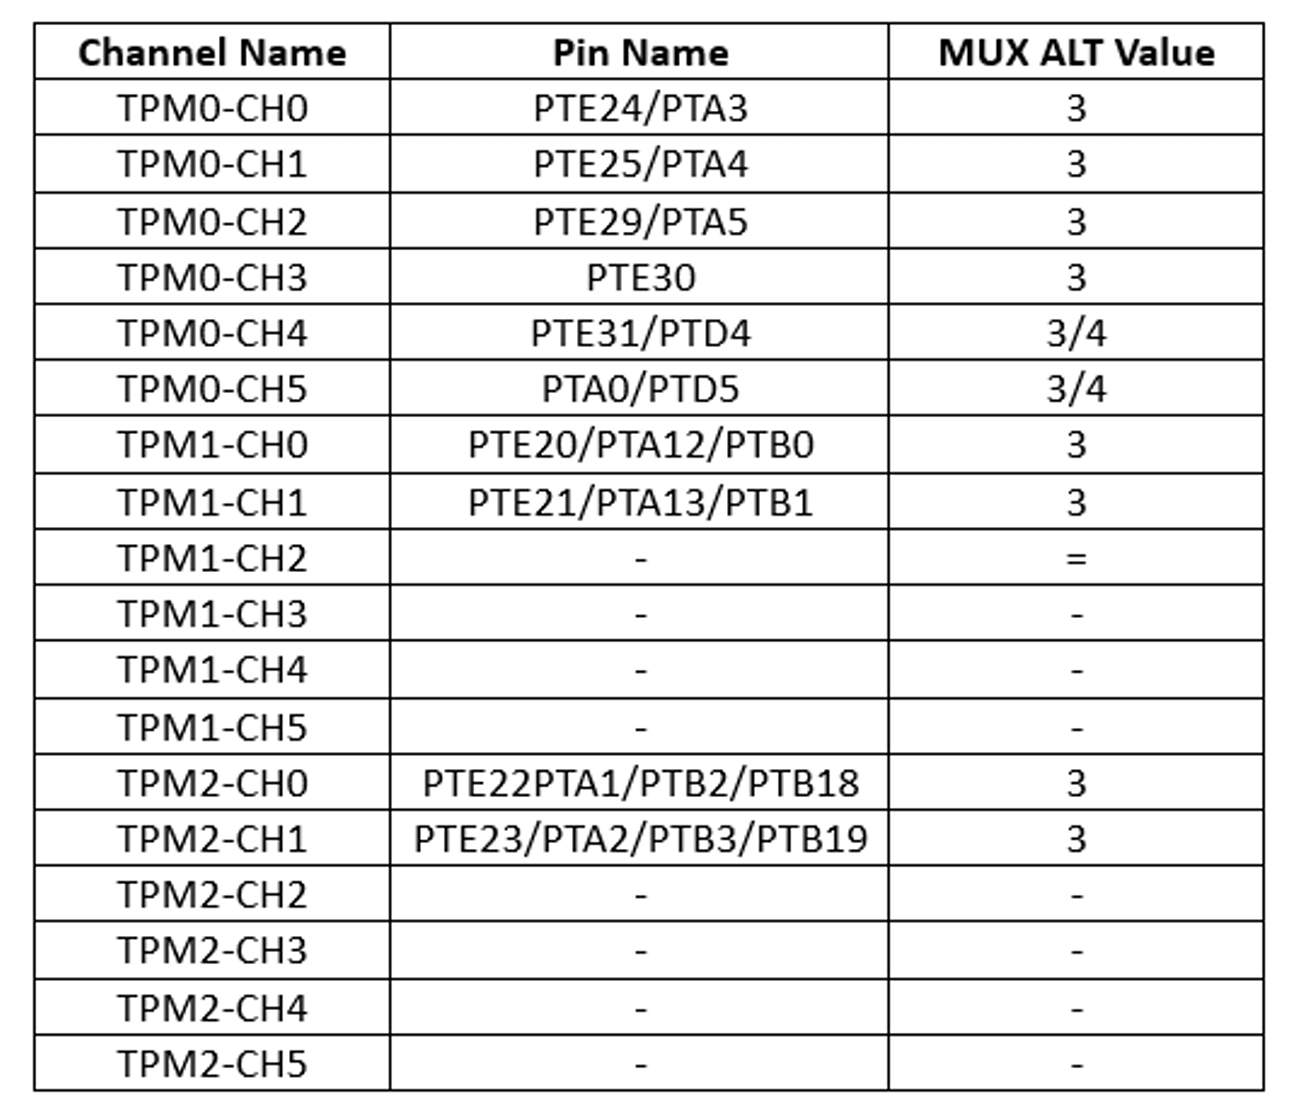 Channel Name Pin Name MUX ALT Value
TPM0-CH0 PTE24/PTA3 3
TPM0-CH1 PTE25/PTA4 3
TPM0-CH2 PTE29/PTA5 3
TPM0-CH3 PTE30 3
TPM0-CH4 PTE31/PTD4 3/4
TPM0-CH5 PTA0/PTD5 3/4
TPM1-CH0 PTE20/PTA12/PTB0 3
TPM1-CH1 PTE21/PTA13/PTB1 3
TPM1-CH2 - =
TPM1-CH3 - -
TPM1-CH4 - -
TPM1-CH5 - -
TPM2-CH0 PTE22PTA1/PTB2/PTB18 3
TPM2-CH1 PTE23/PTA2/PTB3/PTB19 3
TPM2-CH2 - -
TPM2-CH3 - -
TPM2-CH4 - -
TPM2-CH5 - -